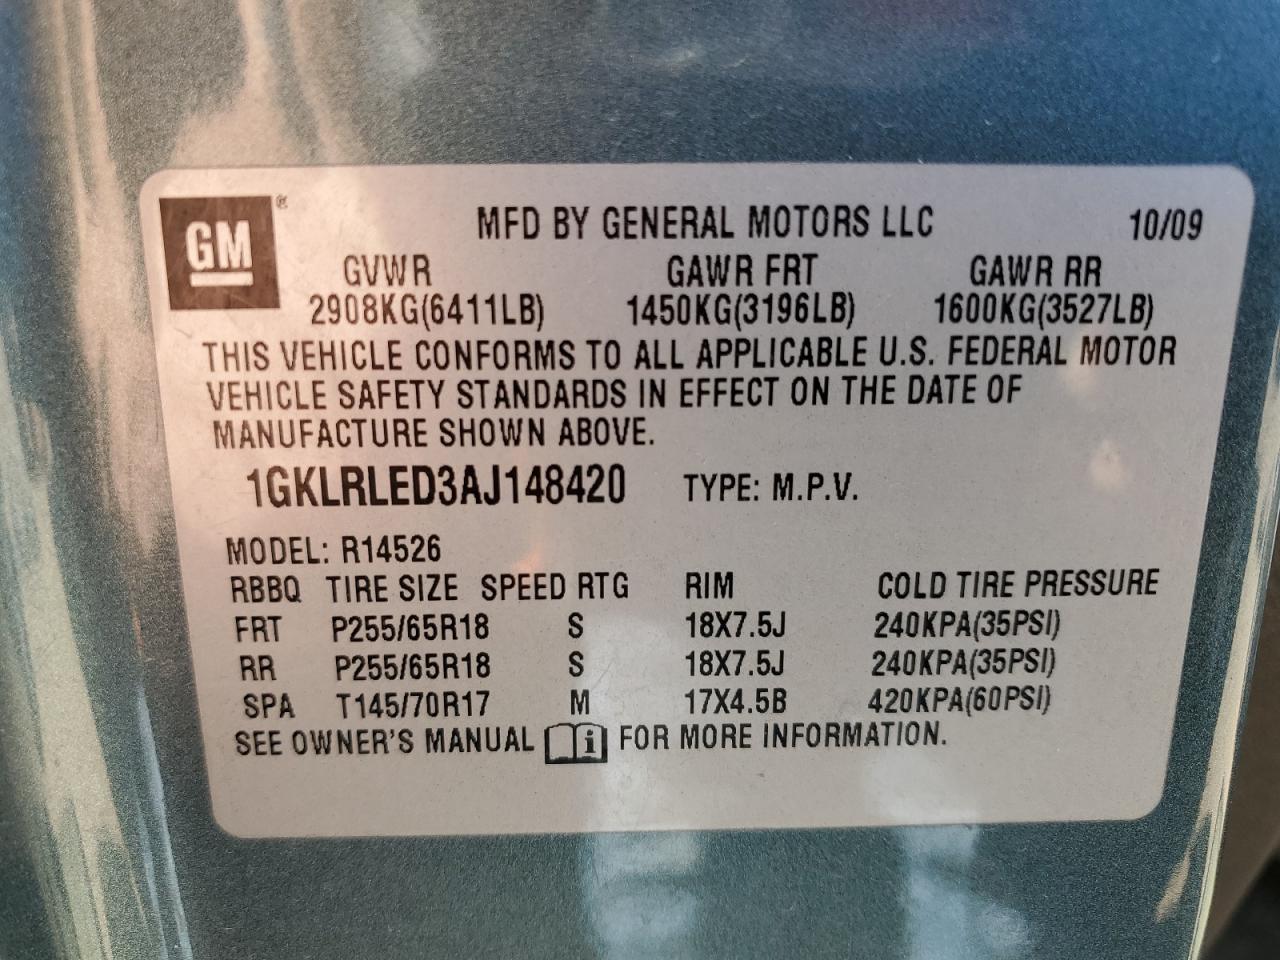 GM ® MFD BY GENERAL MOTORS LLC 10/09
GVWR GAWR FRT GAWR RR
2908KG(6411LB) 1450KG(3196LB) 1600KG(3527LB)
THIS VEHICLE CONFORMS TO ALL APPLICABLE U.S. FEDERAL MOTOR
VEHICLE SAFETY STANDARDS IN EFFECT ON THE DATE OF
MANUFACTURE SHOWN ABOVE.
1GKLRLED3AJ148420 TYPE: M.P.V.
MODEL: R14526
RBBQ TIRE SIZE SPEED RTG RIM COLD TIRE PRESSURE
FRT P255/65R18 S 18X7.5J 240KPA(35PSI)
RR P255/65R18 S 18X7.5J 240KPA(35PSI)
SPA T145/70R17 M 17X4.5B 420KPA(60PSI)
SEE OWNER'S MANUAL i FOR MORE INFORMATION.